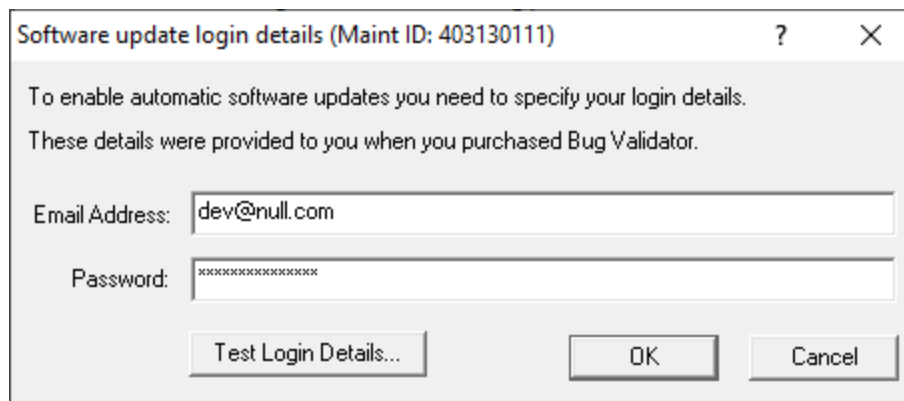 Software update login details (Maint ID: 403130111) ?
To enable automatic software updates you need to specify your login details.
These details were provided to you when you purchased Bug Validator.
Email Address: dev@null.com
Password: ***************
Test Login Details... OK Cancel